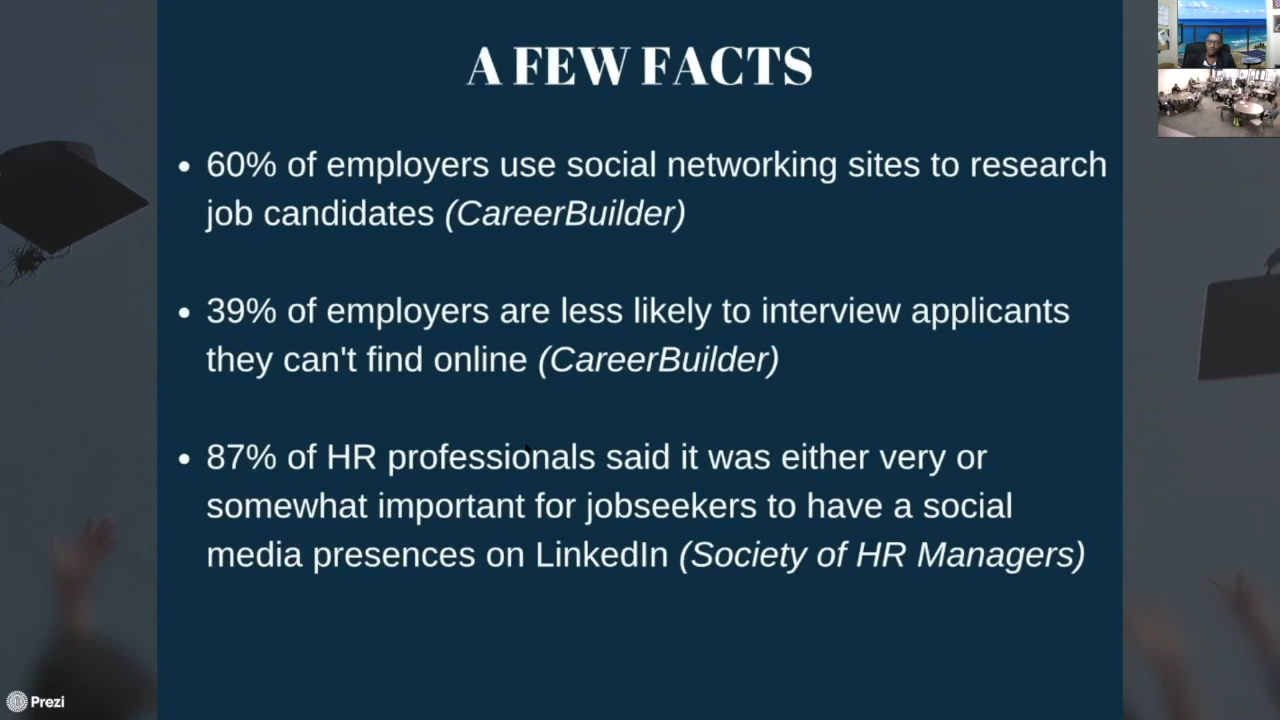 A FEW FACTS
• 60% of employers use social networking sites to research
job candidates (CareerBuilder)
• 39% of employers are less likely to interview applicants
they can't find online (CareerBuilder)
• 87% of HR professionals said it was either very or
somewhat important for jobseekers to have a social
media presences on LinkedIn (Society of HR Managers)
Prezi